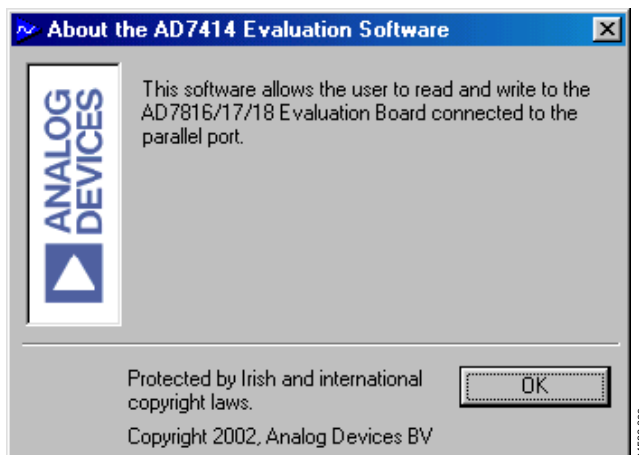 About the AD7414 Evaluation Software
ANALOG
DEVICES
This software allows the user to read and write to the
AD7816/17/18 Evaluation Board connected to the
parallel port.
Protected by Irish and international
copyright laws.
OK
Copyright 2002, Analog Devices BV